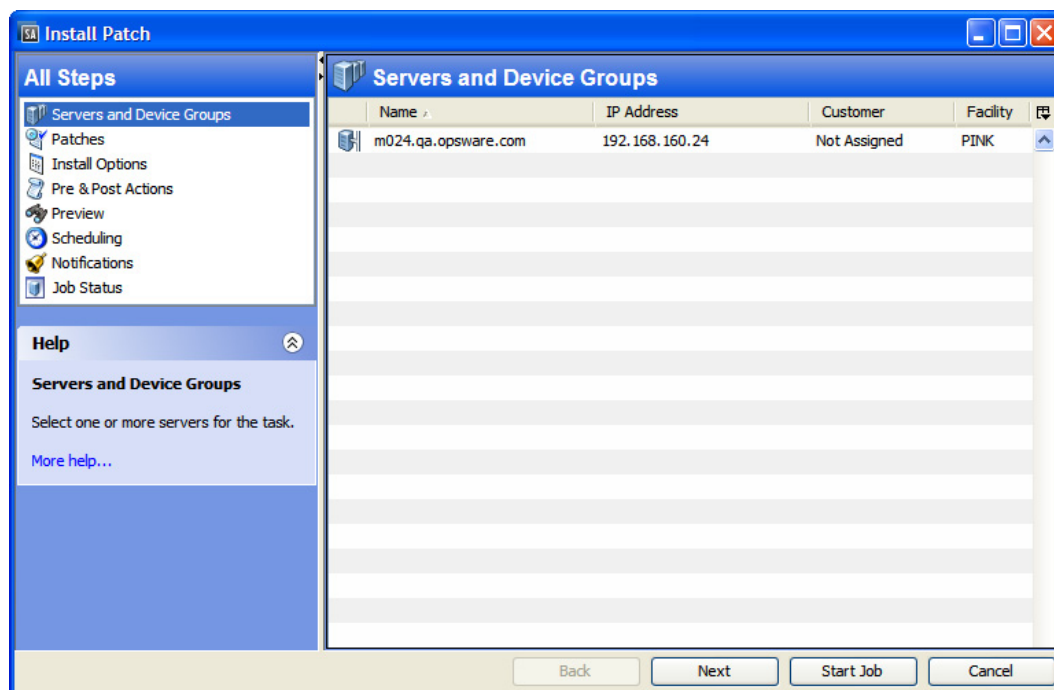 SA Install Patch
All Steps
Servers and Device Groups
Patches
Install Options
Pre & Post Actions
Preview
Scheduling
Notifications
Job Status
Help
Servers and Device Groups
Select one or more servers for the task.
More help...
Servers and Device Groups
Name IP Address Customer Facility
m024.qa.opsware.com 192.168.160.24 Not Assigned PINK
Back Next Start Job Cancel